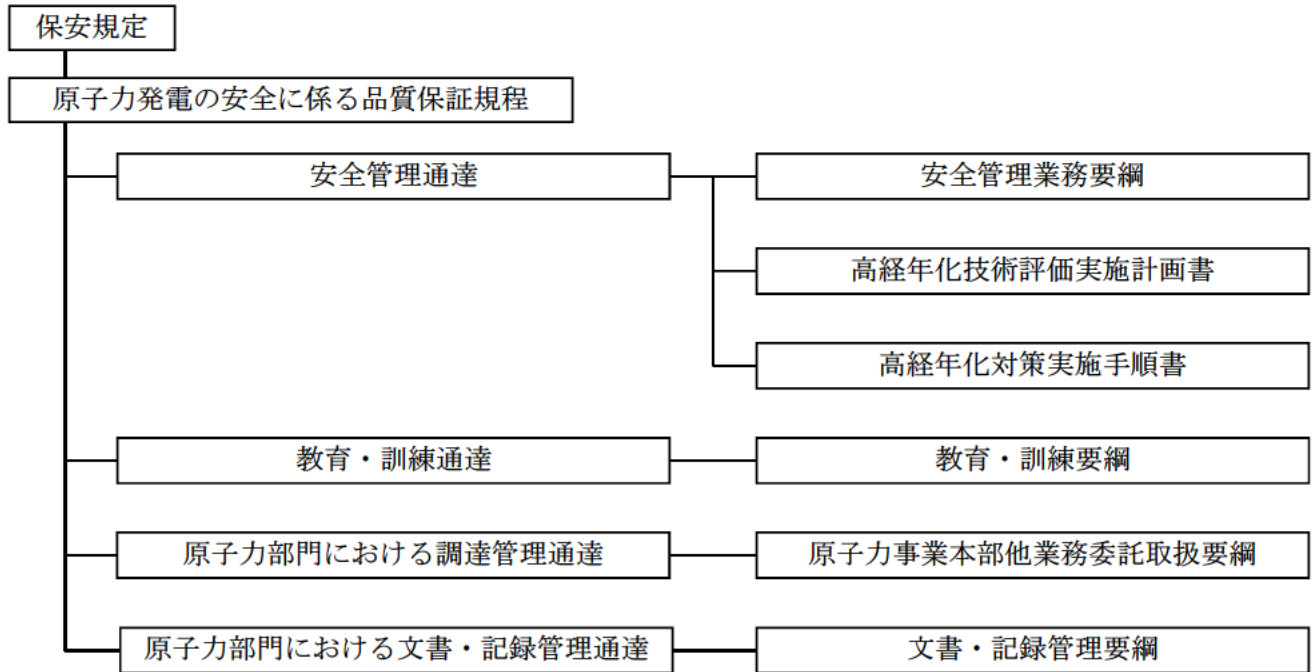 保安規定
原子力発電の安全に係る品質保証規程
安全管理通達
安全管理業務要綱
高経年化技術評価実施計画書
高経年化対策実施手順書
教育・訓練通達
教育・訓練要綱
原子力部門における調達管理通達
原子力事業本部他業務委託取扱要綱
原子力部門における文書・記録管理通達
文書・記録管理要綱